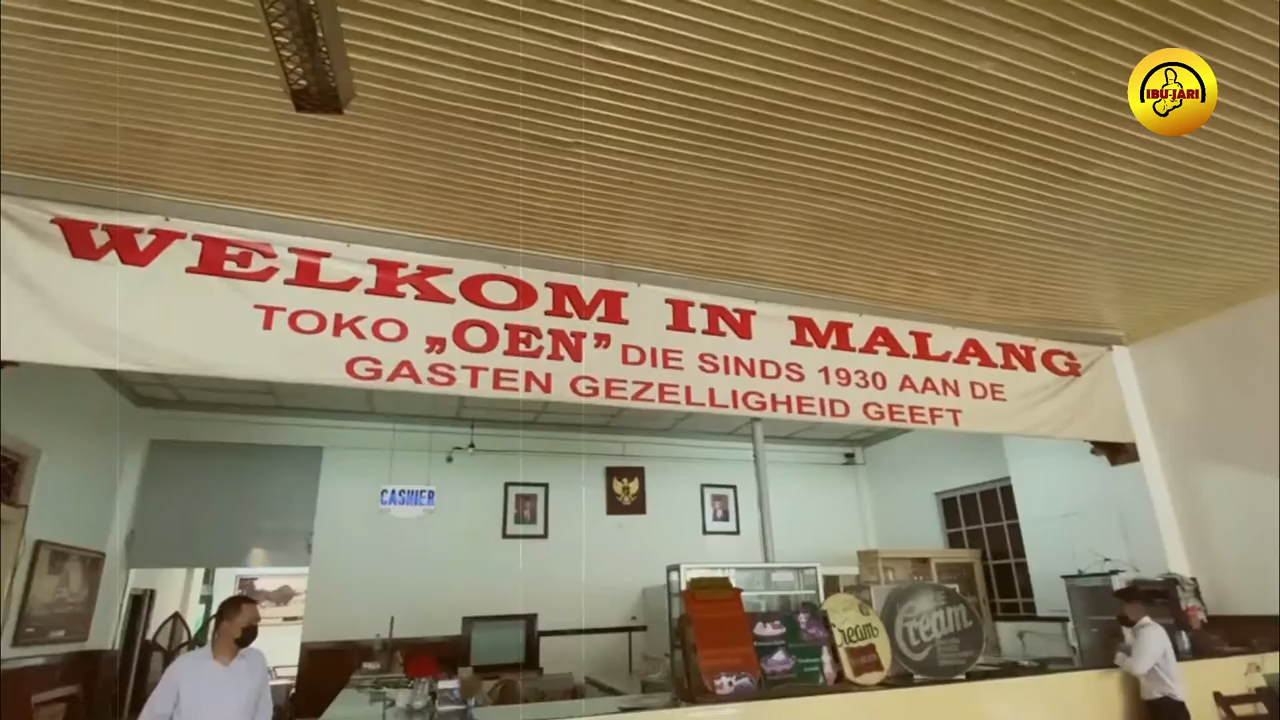 IBU JARI
WELKOM IN MALANG
TOKO „OEN” DIE SINDS 1930 AAN DE
GASTEN GEZELLIGHEID GEEFT
CASHIER
Cream
Cream